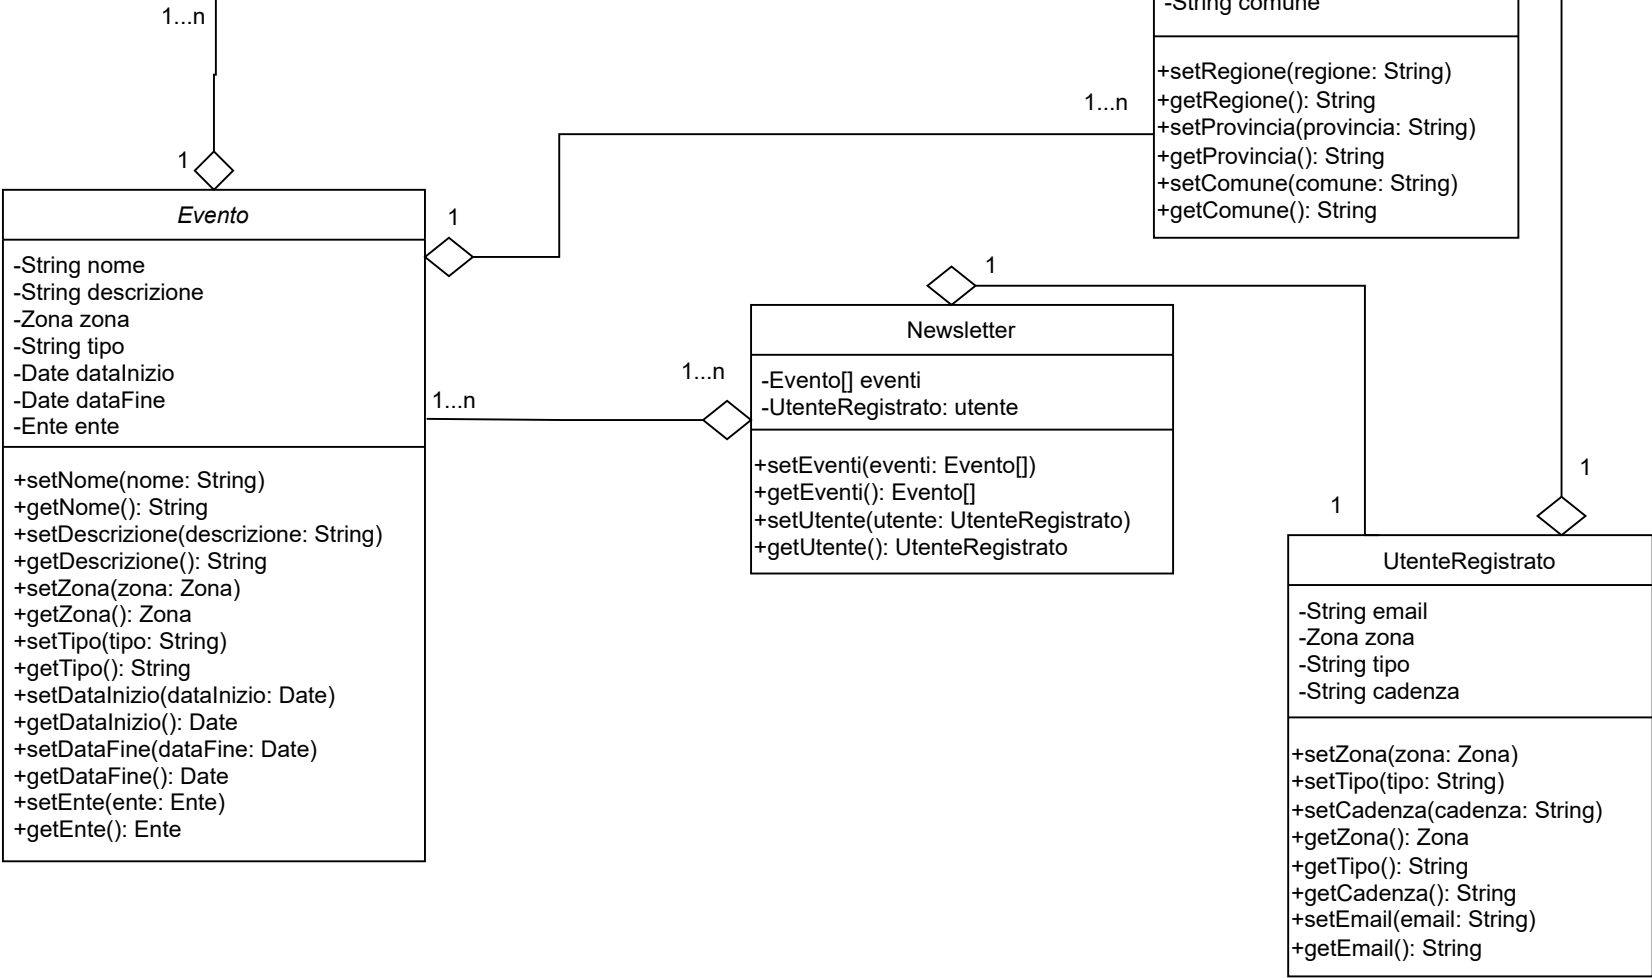 1...n
1
Evento
-String nome
-String descrizione
-Zona zona
-String tipo
-Date dataInizio
-Date dataFine
-Ente ente
+setNome(nome: String)
+getNome(): String
+setDescrizione(descrizione: String)
+getDescrizione(): String
+setZona(zona: Zona)
+getZona(): Zona
+setTipo(tipo: String)
+getTipo(): String
+setDataInizio(dataInizio: Date)
+getDataInizio(): Date
+setDataFine(dataFine: Date)
+getDataFine(): Date
+setEnte(ente: Ente)
+getEnte(): Ente
1
1...n
-String comune
+setRegione(regione: String)
+getRegione(): String
+setProvincia(provincia: String)
+getProvincia(): String
+setComune(comune: String)
+getComune(): String
1...n
1...n
1
Newsletter
-Evento[] eventi
-UtenteRegistrato: utente
+setEventi(eventi: Evento[])
+getEventi(): Evento[]
+setUtente(utente: UtenteRegistrato)
+getUtente(): UtenteRegistrato
1
1
UtenteRegistrato
-String email
-Zona zona
-String tipo
-String cadenza
+setZona(zona: Zona)
+setTipo(tipo: String)
+setCadenza(cadenza: String)
+getZona(): Zona
+getTipo(): String
+getCadenza(): String
+setEmail(email: String)
+getEmail(): String